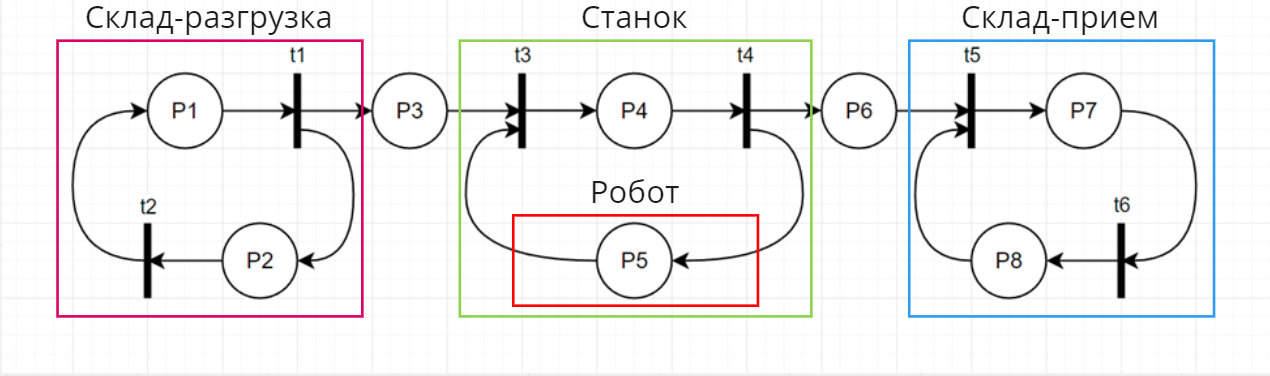 Склад-разгрузка
Станок
Склад-прием
t1
t3
t4
t5
P1
P3
P4
P6
P7
Робот
t2
t6
P2
P5
P8